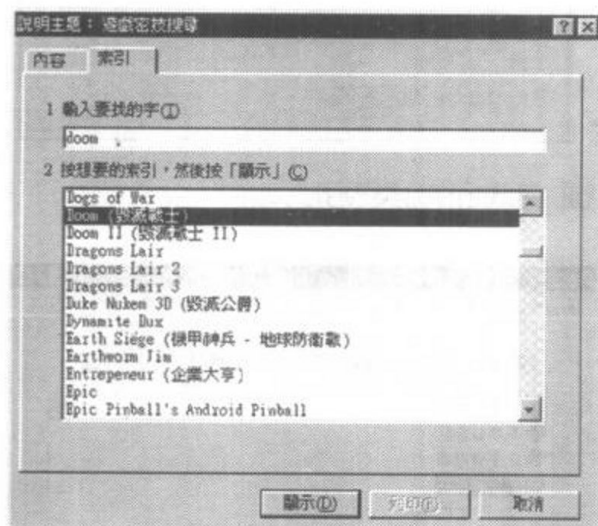 說明主題： 遊戲密技搜尋
內容 索引
1 輸入要找的字(T)
doom
2 按想要的索引，然後按「顯示」(C)
Dogs of War
Doom (毀滅戰士)
Doom II (毀滅戰士 II)
Dragons Lair
Dragons Lair 2
Dragons Lair 3
Duke Nukem 3D (毀滅公爵)
Dynamite Dux
Earth Siege (機甲神兵 - 地球防衛戰)
Earthworm Jim
Entrepeneur (企業大亨)
Epic
Epic Pinball's Android Pinball
顯示(D) 列印(P)... 取消